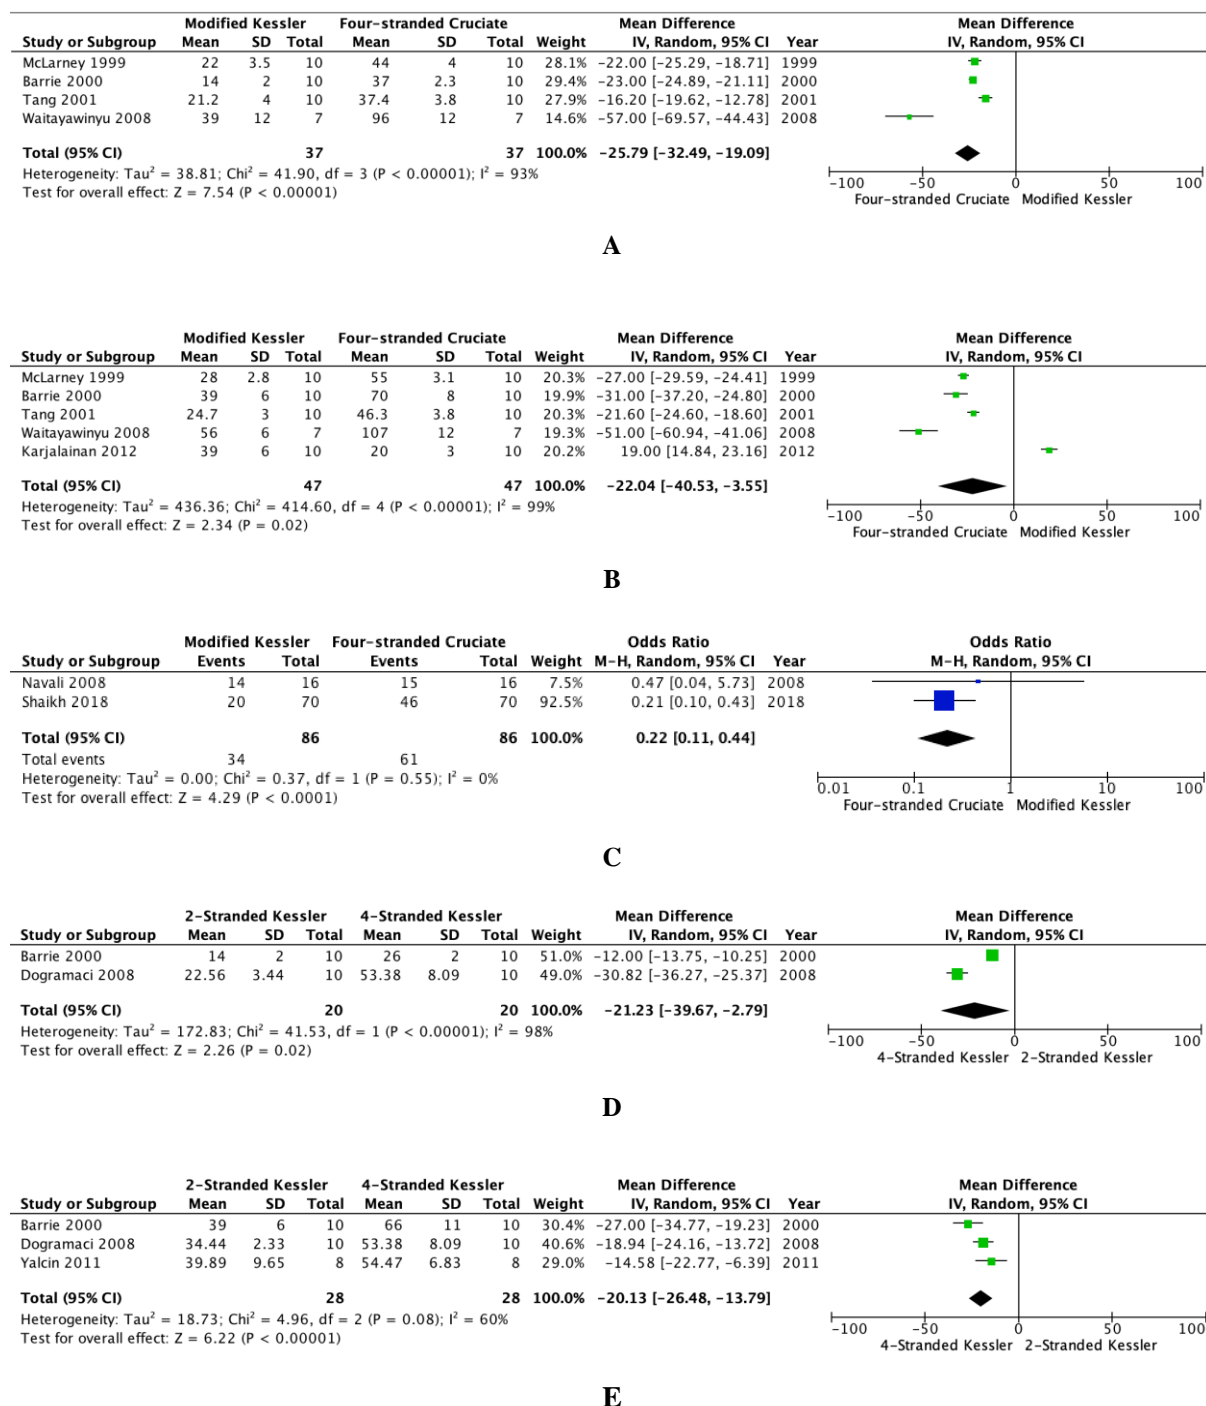 Modified Kessler Four-stranded Cruciate Mean Difference Mean Difference
Study or Subgroup Mean SD Total Mean SD Total Weight IV, Random, 95% CI Year IV, Random, 95% CI
McLarney 1999 22 3.5 10 44 4 10 28.1% -22.00 [-25.29, -18.71] 1999
Barrie 2000 14 2 10 37 2.3 10 29.4% -23.00 [-24.89, -21.11] 2000
Tang 2001 21.2 4 10 37.4 3.8 10 27.9% -16.20 [-19.62, -12.78] 2001
Waitayawinyu 2008 39 12 7 96 12 7 14.6% -57.00 [-69.57, -44.43] 2008
Total (95% CI) 37 37 100.0% -25.79 [-32.49, -19.09]
Heterogeneity: Tau² = 38.81; Chi² = 41.90, df = 3 (P < 0.00001); I² = 93%
Test for overall effect: Z = 7.54 (P < 0.00001)
-100 -50 0 50 100
Four-stranded Cruciate Modified Kessler
A
Modified Kessler Four-stranded Cruciate Mean Difference Mean Difference
Study or Subgroup Mean SD Total Mean SD Total Weight IV, Random, 95% CI Year IV, Random, 95% CI
McLarney 1999 28 2.8 10 55 3.1 10 20.3% -27.00 [-29.59, -24.41] 1999
Barrie 2000 39 6 10 70 8 10 19.9% -31.00 [-37.20, -24.80] 2000
Tang 2001 24.7 3 10 46.3 3.8 10 20.3% -21.60 [-24.60, -18.60] 2001
Waitayawinyu 2008 56 6 7 107 12 7 19.3% -51.00 [-60.94, -41.06] 2008
Karjalainan 2012 39 6 10 20 3 10 20.2% 19.00 [14.84, 23.16] 2012
Total (95% CI) 47 47 100.0% -22.04 [-40.53, -3.55]
Heterogeneity: Tau² = 436.36; Chi² = 414.60, df = 4 (P < 0.00001); I² = 99%
Test for overall effect: Z = 2.34 (P = 0.02)
-100 -50 0 50 100
Four-stranded Cruciate Modified Kessler
B
Modified Kessler Four-stranded Cruciate Odds Ratio Odds Ratio
Study or Subgroup Events Total Events Total Weight M-H, Random, 95% CI Year M-H, Random, 95% CI
Navali 2008 14 16 15 16 7.5% 0.47 [0.04, 5.73] 2008
Shaikh 2018 20 70 46 70 92.5% 0.21 [0.10, 0.43] 2018
Total (95% CI) 86 86 100.0% 0.22 [0.11, 0.44]
Total events 34 61
Heterogeneity: Tau² = 0.00; Chi² = 0.37, df = 1 (P = 0.55); I² = 0%
Test for overall effect: Z = 4.29 (P < 0.0001)
0.01 0.1 1 10 100
Four-stranded Cruciate Modified Kessler
C
2-Stranded Kessler 4-Stranded Kessler Mean Difference Mean Difference
Study or Subgroup Mean SD Total Mean SD Total Weight IV, Random, 95% CI Year IV, Random, 95% CI
Barrie 2000 14 2 10 26 2 10 51.0% -12.00 [-13.75, -10.25] 2000
Dogramaci 2008 22.56 3.44 10 53.38 8.09 10 49.0% -30.82 [-36.27, -25.37] 2008
Total (95% CI) 20 20 100.0% -21.23 [-39.67, -2.79]
Heterogeneity: Tau² = 172.83; Chi² = 41.53, df = 1 (P < 0.00001); I² = 98%
Test for overall effect: Z = 2.26 (P = 0.02)
-100 -50 0 50 100
4-Stranded Kessler 2-Stranded Kessler
D
2-Stranded Kessler 4-Stranded Kessler Mean Difference Mean Difference
Study or Subgroup Mean SD Total Mean SD Total Weight IV, Random, 95% CI Year IV, Random, 95% CI
Barrie 2000 39 6 10 66 11 10 30.4% -27.00 [-34.77, -19.23] 2000
Dogramaci 2008 34.44 2.33 10 53.38 8.09 10 40.6% -18.94 [-24.16, -13.72] 2008
Yalcin 2011 39.89 9.65 8 54.47 6.83 8 29.0% -14.58 [-22.77, -6.39] 2011
Total (95% CI) 28 28 100.0% -20.13 [-26.48, -13.79]
Heterogeneity: Tau² = 18.73; Chi² = 4.96, df = 2 (P = 0.08); I² = 60%
Test for overall effect: Z = 6.22 (P < 0.00001)
-100 -50 0 50 100
4-Stranded Kessler 2-Stranded Kessler
E